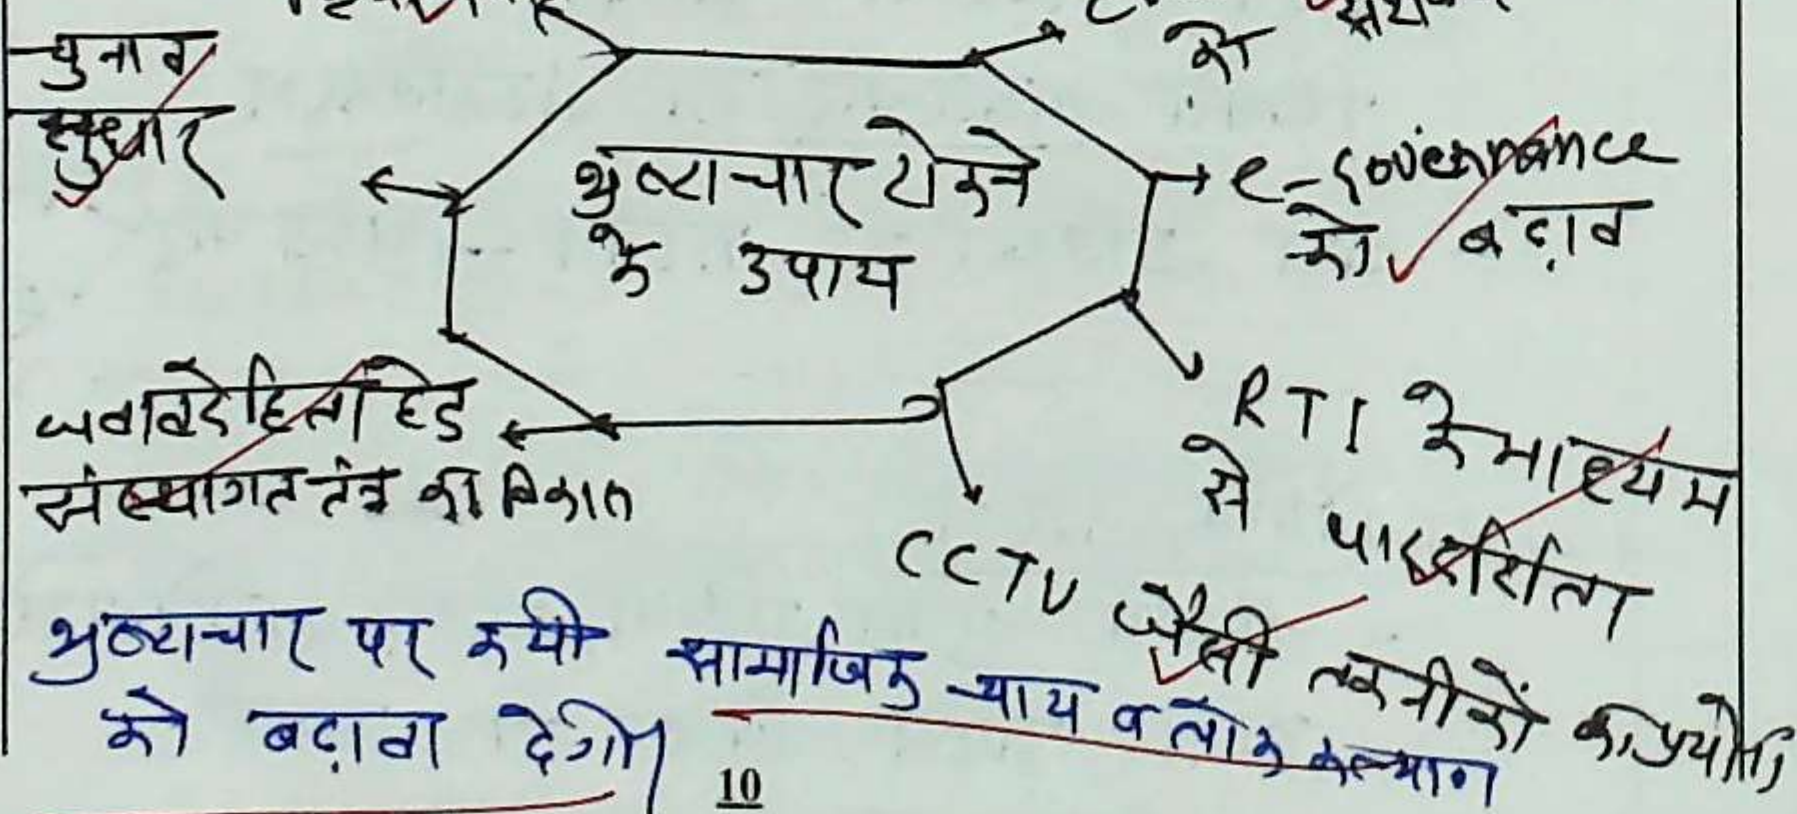 को
चुनाव
सुधार
भ्रष्टाचार रोकने
के उपाय
e-Governance
को बढ़ाव
RTI के माध्यम
से पारदर्शिता
जवाबदेहिता हेतु
संस्थागत तंत्र का विकास
CCTV जैसी तकनीकों का प्रयोग
भ्रष्टाचार पर कमी सामाजिक न्याय व लोक कल्याण
को बढ़ावा देगी।
10